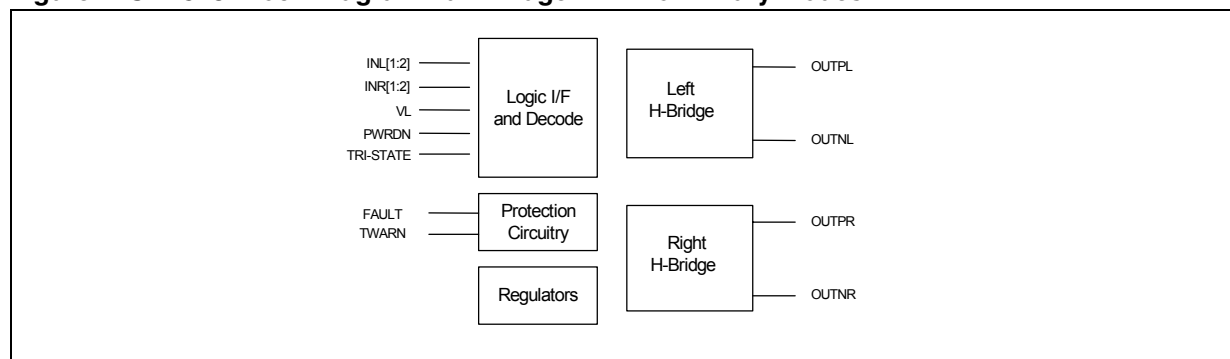 INL[1:2]
INR[1:2]
VL
PWRDN
TRI-STATE
Logic I/F
and Decode
Left
H-Bridge
OUTPL
OUTNL
FAULT
TWARN
Protection
Circuitry
Regulators
Right
H-Bridge
OUTPR
OUTNR